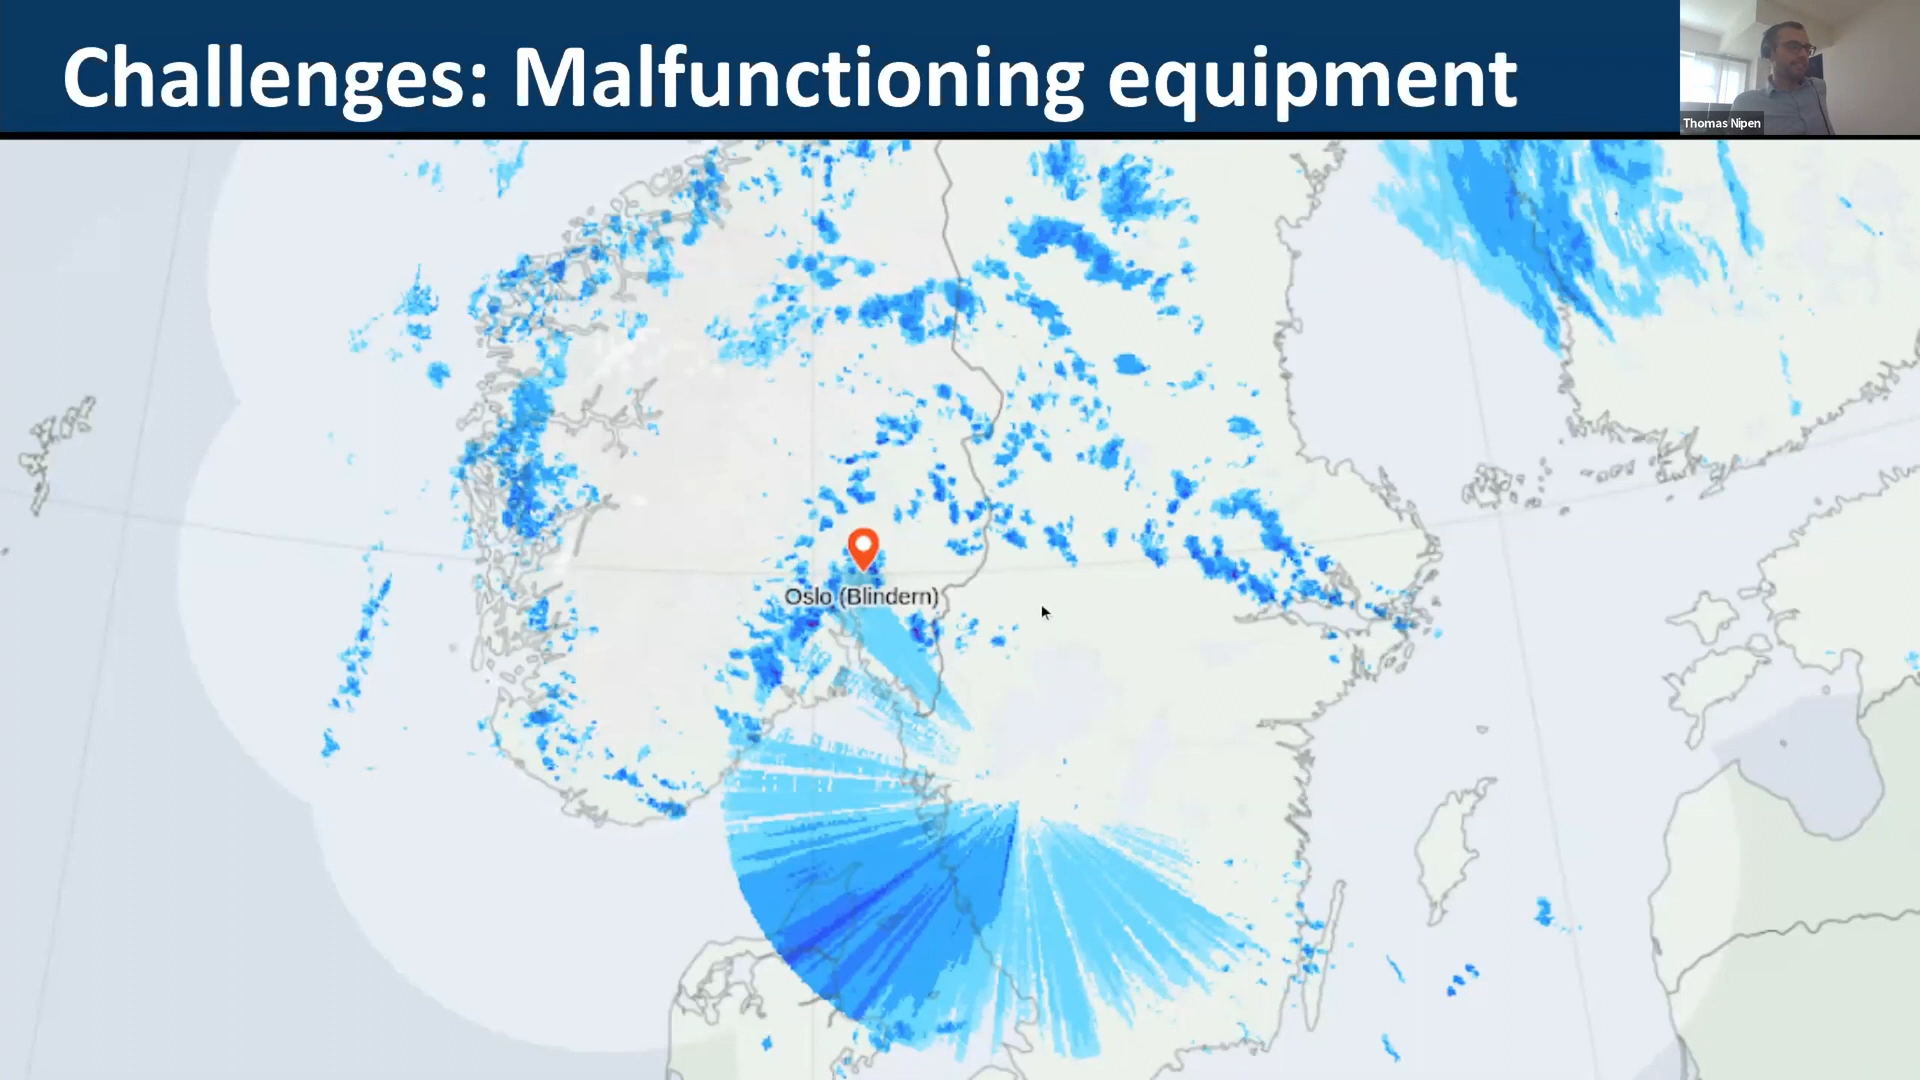 Challenges: Malfunctioning equipment
Thomas Nipen
Oslo (Blindern)